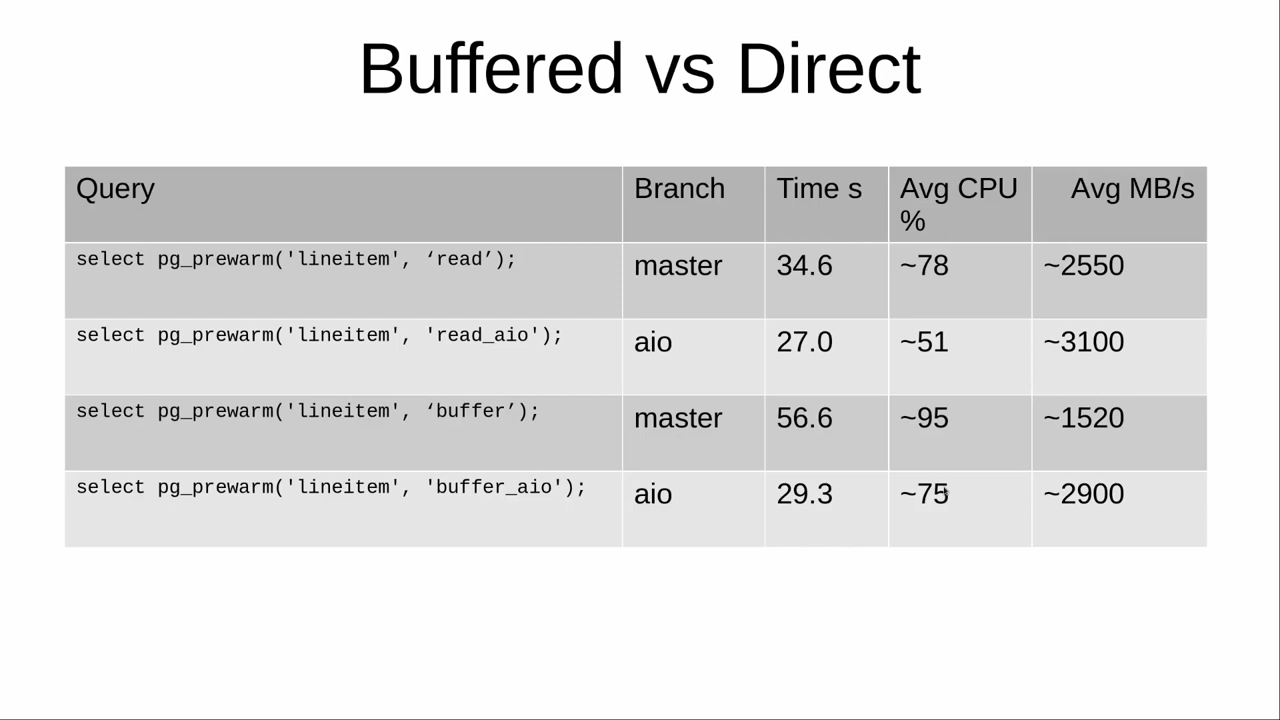 Buffered vs Direct
Query Branch Time s Avg CPU % Avg MB/s
select pg_prewarm('lineitem', ‘read’); master 34.6 ~78 ~2550
select pg_prewarm('lineitem', 'read_aio'); aio 27.0 ~51 ~3100
select pg_prewarm('lineitem', ‘buffer’); master 56.6 ~95 ~1520
select pg_prewarm('lineitem', 'buffer_aio'); aio 29.3 ~75 ~2900